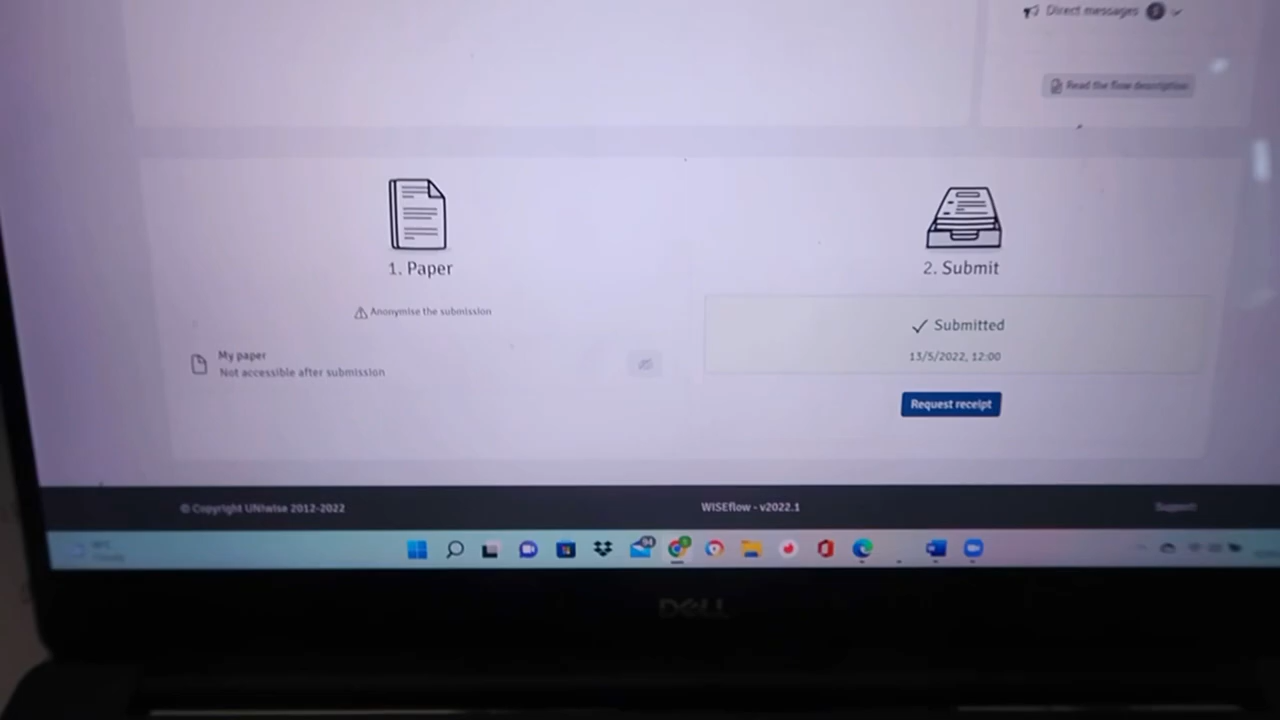 Direct messages
Read the flow description
1. Paper
2. Submit
Anonymise the submission
Submitted
My paper
13/5/2022, 12:00
Not accessible after submission
Request receipt
© Copyright UNIwise 2012-2022
WISEflow - v2022.1
Support
DELL